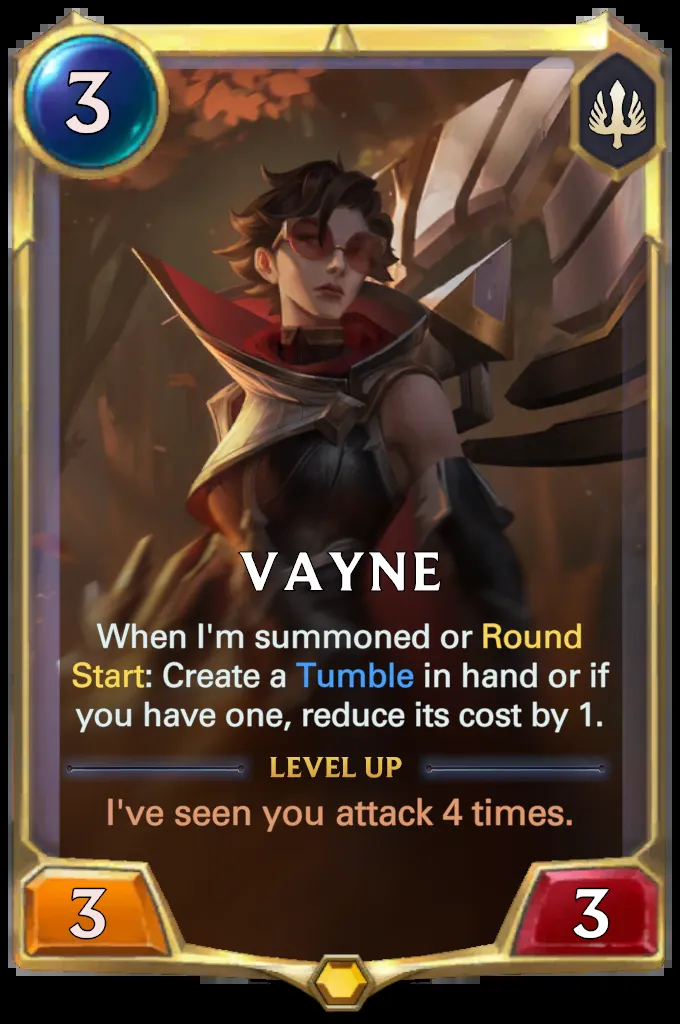 3
VAYNE
When I'm summoned or Round
Start: Create a Tumble in hand or if
you have one, reduce its cost by 1.
LEVEL UP
I've seen you attack 4 times.
3
3